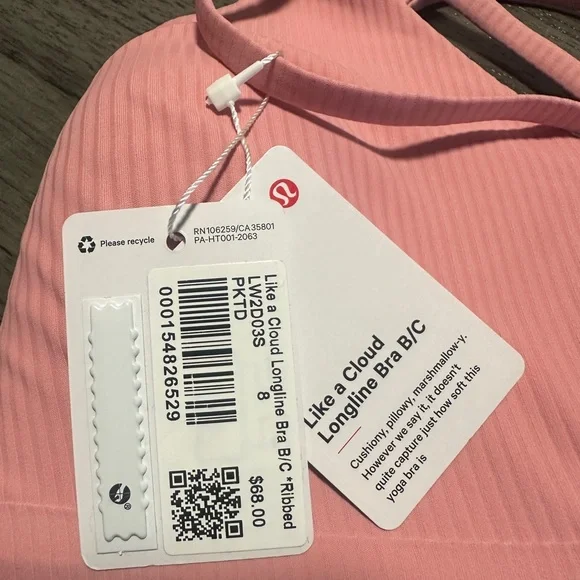 Please recycle
RN106259/CA35801
PA-HT001-2063
Like a Cloud Longline Bra B/C *Ribbed
LW2D03S
PKTD
8
000154826529
$68.00
Like a Cloud
Longline Bra B/C
Cushiony, pillowy, marshmallow-y.
However we say it, it doesn't
quite capture just how soft this
yoga bra is